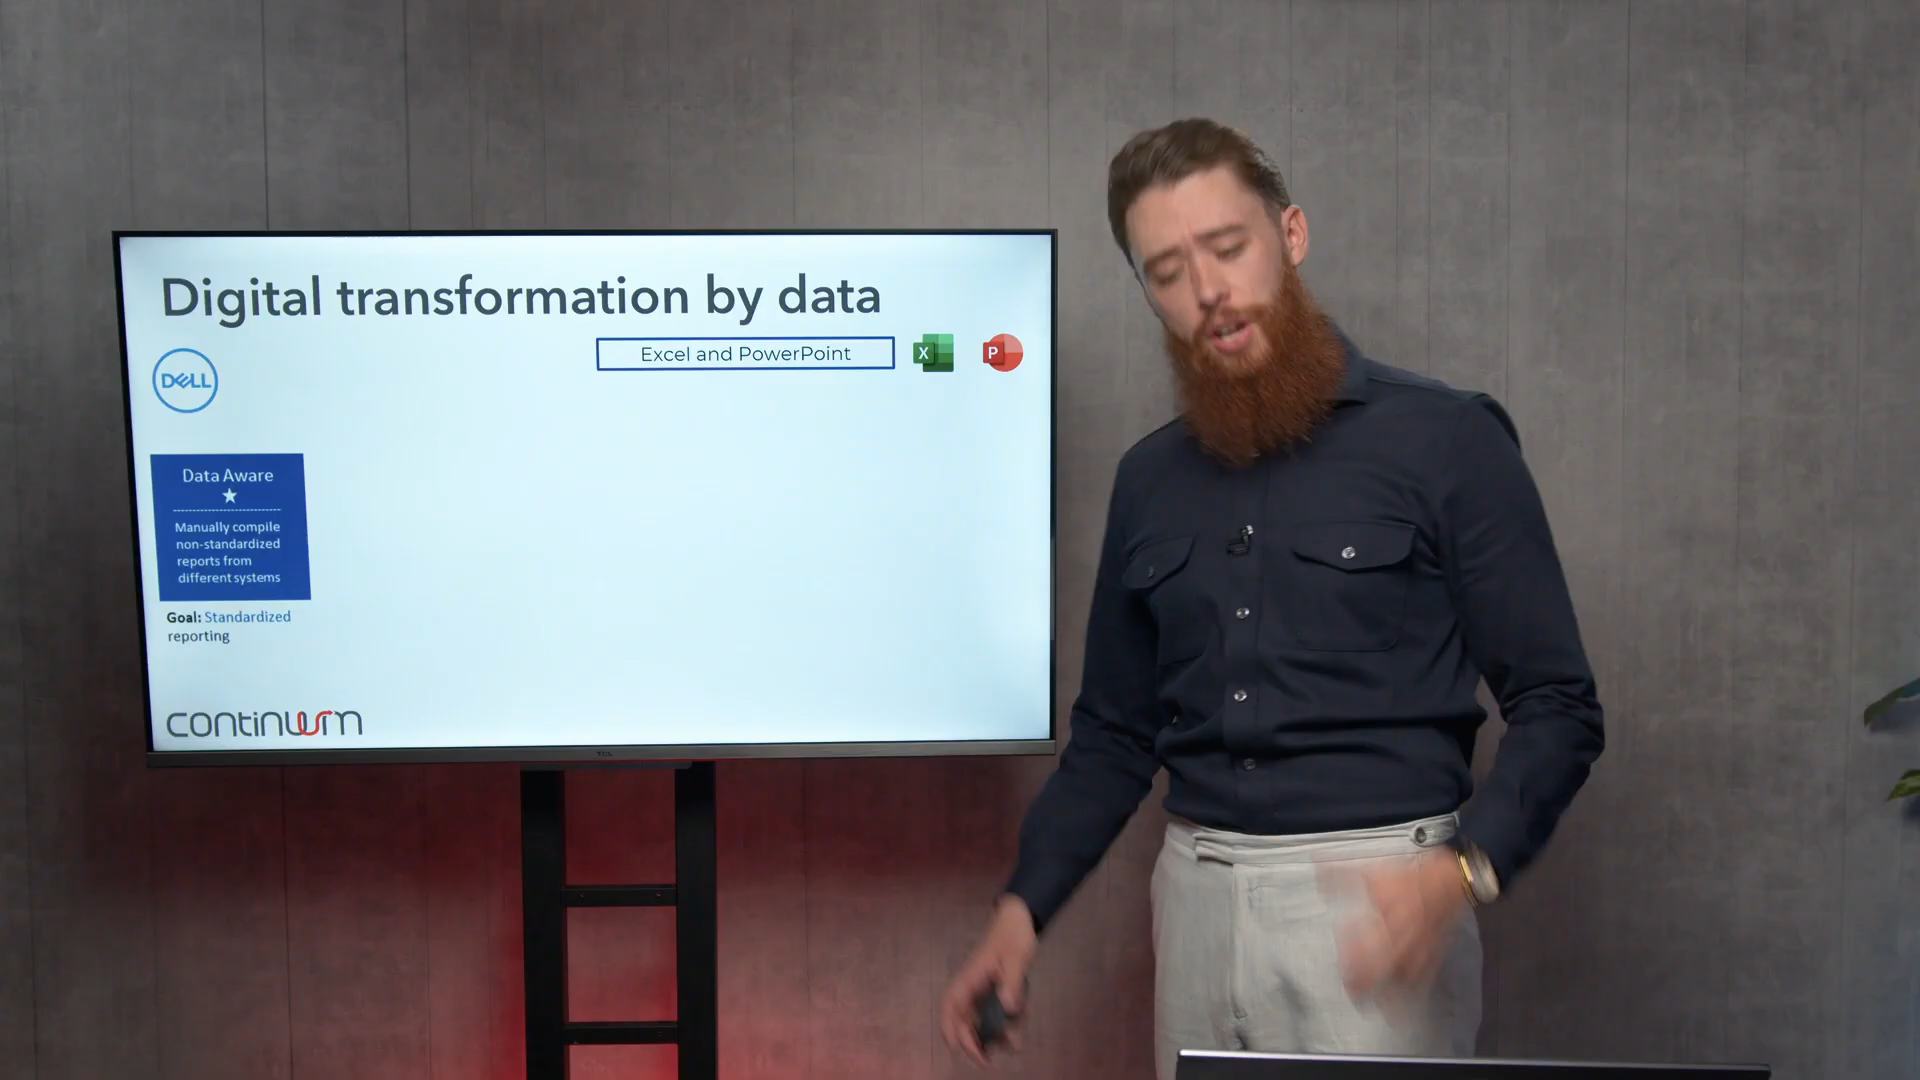 Digital transformation by data
Excel and PowerPoint
X
P
DELL
Data Aware
Manually compile
non-standardized
reports from
different systems
Goal: Standardized
reporting
continuum
TCL